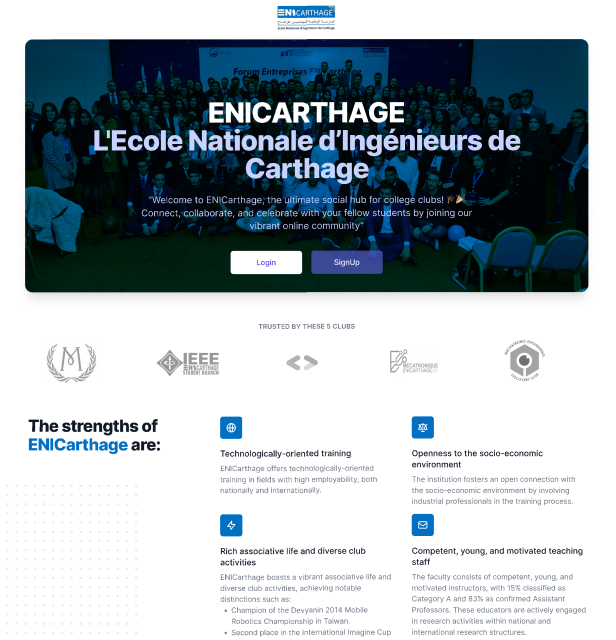 ENICARTHAGE
Ecole Nationale d'Ingénieurs de Carthage
Forum Entreprises ENICarthage
ENICARTHAGE
L'Ecole Nationale d'Ingénieurs de
Carthage
"Welcome to ENICarthage, the ultimate social hub for college clubs! 🎉
Connect, collaborate, and celebrate with your fellow students by joining our
vibrant online community"
Login
SignUp
TRUSTED BY THESE 5 CLUBS
M
IEEE
ENICARTHAGE
STUDENT BRANCH
MÉCATRONIQUE
ENICARTHAGE
MECHATRONIC ENGINEERING
DISCOVERY CLUB
The strengths of
ENICarthage are:
Technologically-oriented training
ENICarthage offers technologically-oriented
training in fields with high employability, both
nationally and internationally.
Openness to the socio-economic
environment
The institution fosters an open connection with
the socio-economic environment by involving
industrial professionals in the training process.
Rich associative life and diverse club
activities
ENICarthage boasts a vibrant associative life and
diverse club activities, achieving notable
distinctions such as:
• Champion of the Devyanin 2014 Mobile
Robotics Championship in Taiwan.
• Second place in the international Imagine Cup
Competent, young, and motivated teaching
staff
The faculty consists of competent, young, and
motivated instructors, with 15% classified as
Category A and 83% as confirmed Assistant
Professors. These educators are actively engaged
in research activities within national and
international research structures.